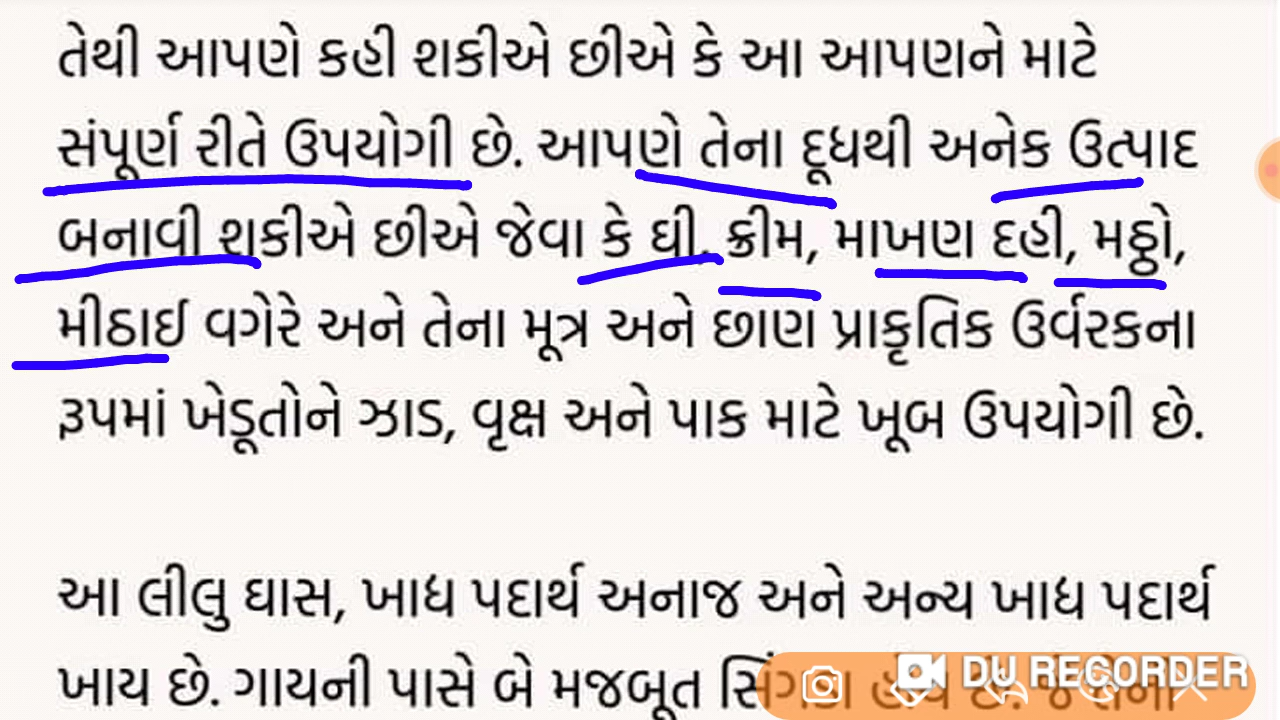 તેથી આપણે કહી શકીએ છીએ કે આ આપણને માટે
સંપૂર્ણ રીતે ઉપયોગી છે. આપણે તેના દૂધથી અનેક ઉત્પાદ
બનાવી શકીએ છીએ જેવા કે ઘી, ક્રીમ, માખણ દહી, મઠ્ઠો,
મીઠાઈ વગેરે અને તેના મૂત્ર અને છાણ પ્રાકૃતિક ઉર્વરકના
રૂપમાં ખેડૂતોને ઝાડ, વૃક્ષ અને પાક માટે ખૂબ ઉપયોગી છે.
આ લીલુ ઘાસ, ખાદ્ય પદાર્થ અનાજ અને અન્ય ખાદ્ય પદાર્થ
ખાય છે. ગાયની પાસે બે મજબૂત
DU RECORDER